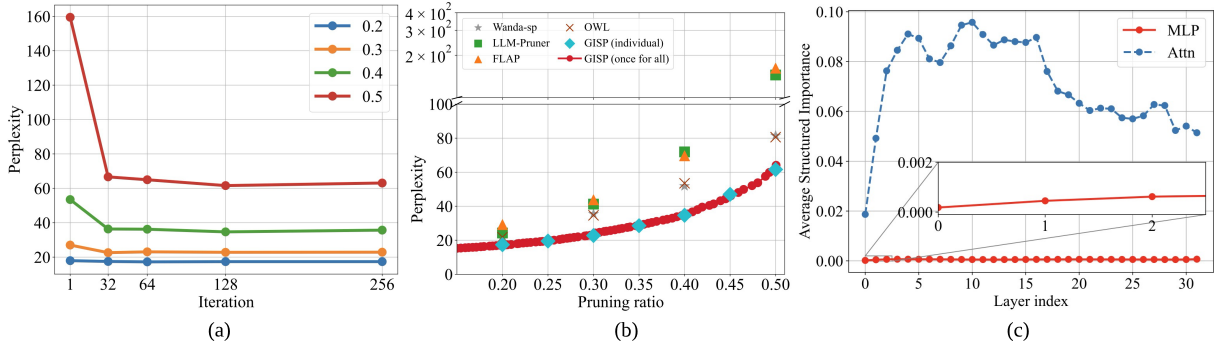 160
140
120
100
80
60
40
20
Perplexity
1 32 64 128 256
Iteration
0.2
0.3
0.4
0.5
(a)
4 × 10²
3 × 10²
2 × 10²
100
80
60
40
20
0
Perplexity
Wanda-sp
LLM-Pruner
FLAP
OWL
GISP (individual)
GISP (once for all)
0.20 0.25 0.30 0.35 0.40 0.45 0.50
Pruning ratio
(b)
0.10
0.08
0.06
0.04
0.02
0.00
Average Structured Importance
MLP
Attn
0.002
0.000
0 1 2
0 5 10 15 20 25 30
Layer index
(c)